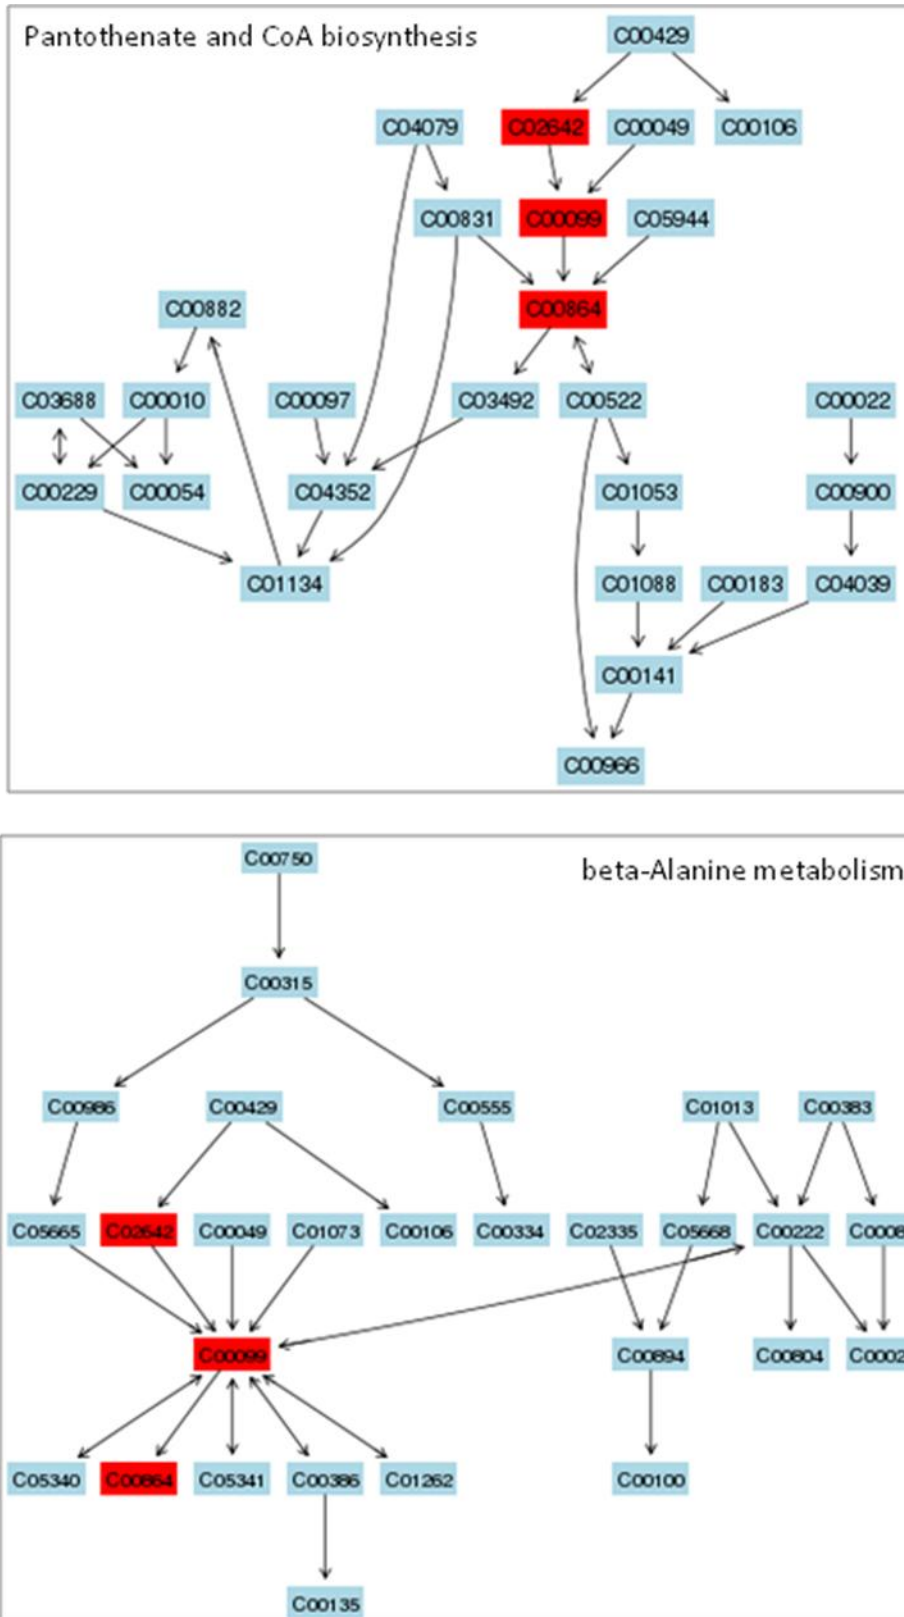 Pantothenate and CoA biosynthesis
C00429
C04079 C02642 C00049 C00106
C00831 C00099 C05944
C00882 C00864
C03688 C00010 C00097 C03492 C00522 C00022
C00229 C00054 C04352 C01053 C00900
C01134 C01088 C00183 C04039
C00141
C00966
C00750
beta-Alanine metabolism
C00315
C00986 C00429 C00555 C01013 C00383
C05665 C02642 C00049 C01073 C00106 C00334 C02335 C05668 C00222 C0008
C00099 C00894 C00804 C0002
C05340 C00864 C05341 C00386 C01262 C00100
C00135